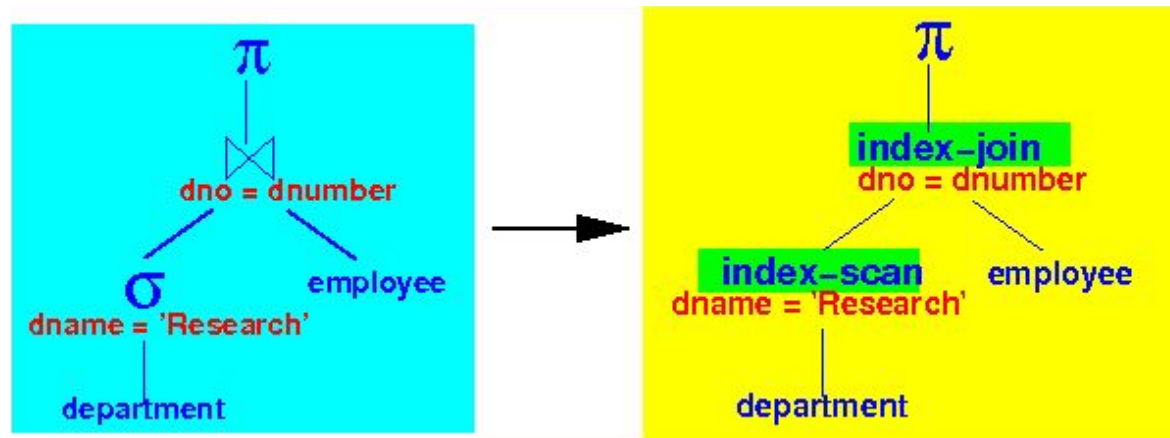 π
dno = dnumber
σ
employee
dname = 'Research'
department
π
index-join
dno = dnumber
index-scan
employee
dname = 'Research'
department